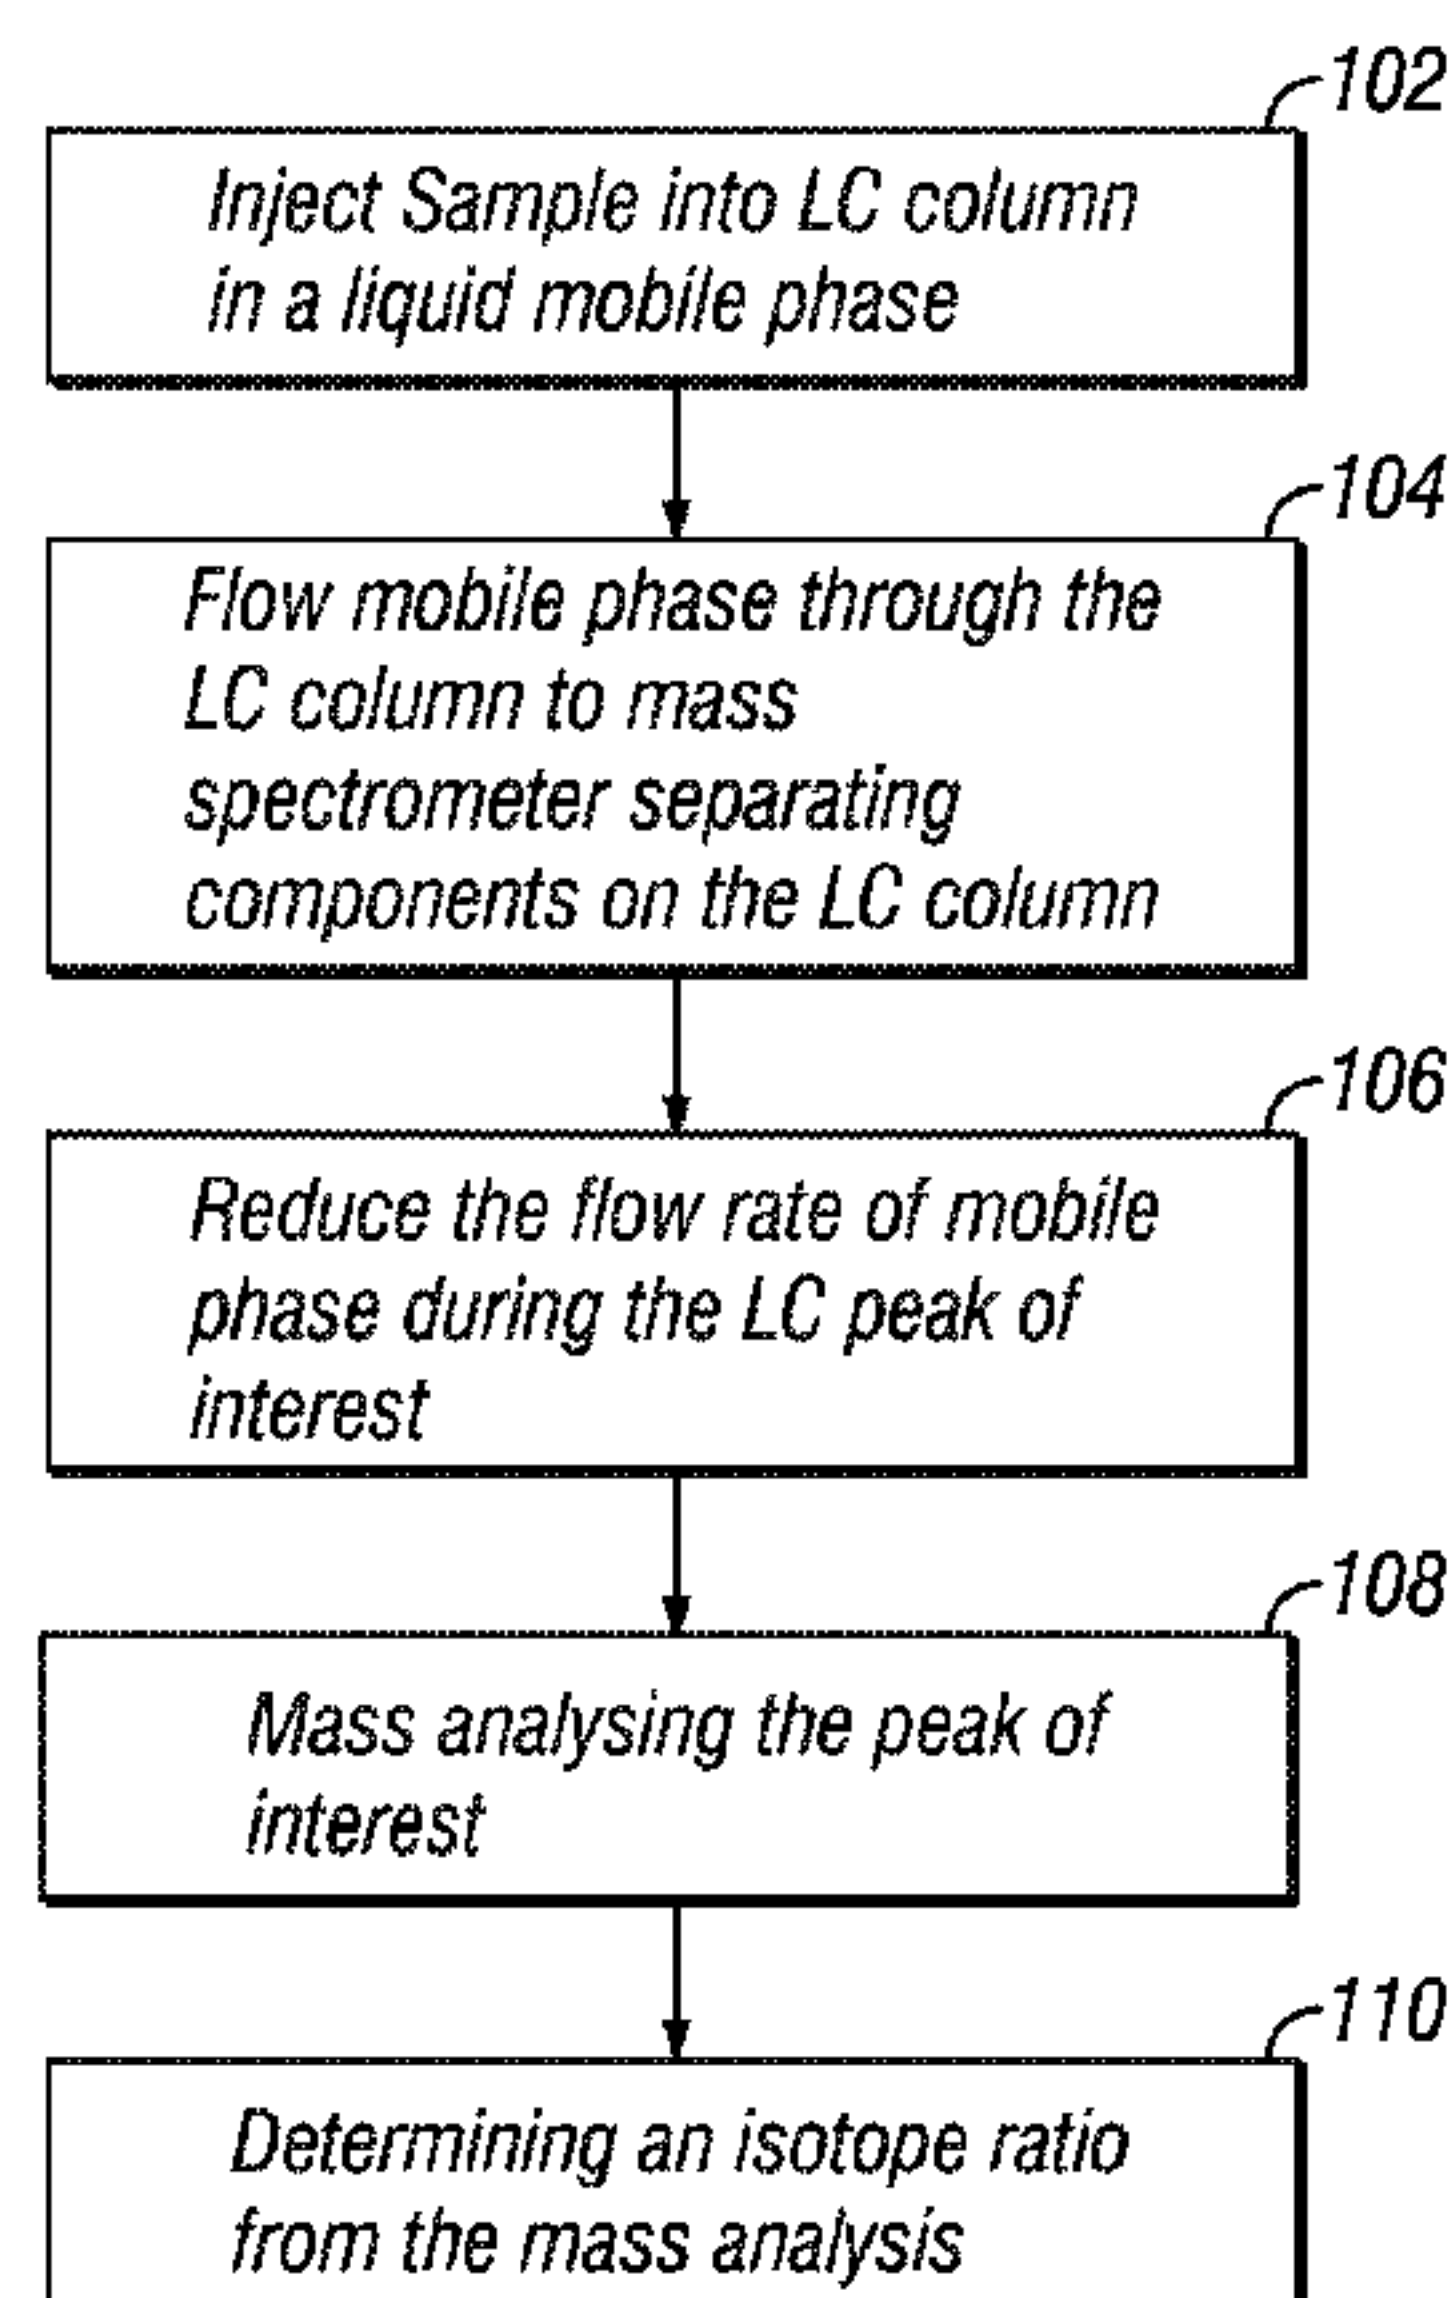 102
Inject Sample into LC column
in a liquid mobile phase
104
Flow mobile phase through the
LC column to mass
spectrometer separating
components on the LC column
106
Reduce the flow rate of mobile
phase during the LC peak of
interest
108
Mass analysing the peak of
interest
110
Determining an isotope ratio
from the mass analysis